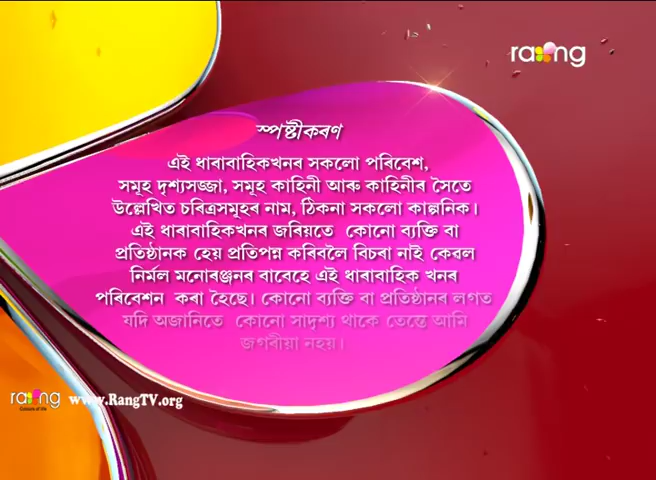 rang
স্পষ্টীকৰণ
এই ধাৰাবাহিকখনৰ সকলো পৰিবেশ,
সমূহ দৃশ্যসজ্জা, সমূহ কাহিনী আৰু কাহিনীৰ সৈতে
উল্লেখিত চৰিত্ৰসমূহৰ নাম, ঠিকনা সকলো কাল্পনিক।
এই ধাৰাবাহিকখনৰ জৰিয়তে কোনো ব্যক্তি বা
প্ৰতিষ্ঠানক হেয় প্ৰতিপন্ন কৰিবলৈ বিচৰা নাই কেৱল
নিৰ্মল মনোৰঞ্জনৰ বাবেহে এই ধাৰাবাহিক খনৰ
পৰিবেশন কৰা হৈছে। কোনো ব্যক্তি বা প্ৰতিষ্ঠানৰ লগত
যদি অজানিতে কোনো সাদৃশ্য থাকে তেন্তে আমি
জগৰীয়া নহয়।
rang www.RangTV.org
Colours of life